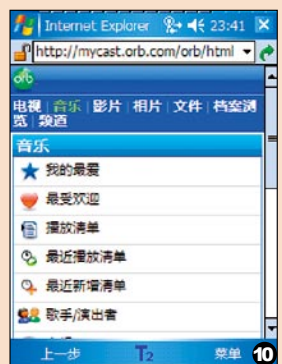 Internet Explorer 23:41
http://mycast.orb.com/orb/html
orb
电视 | 音乐 | 影片 | 相片 | 文件 | 档案浏
览 | 频道
音乐
我的最爱
最受欢迎
播放清单
最近播放清单
最近新增清单
歌手/演出者
上一步 T2 菜单 10